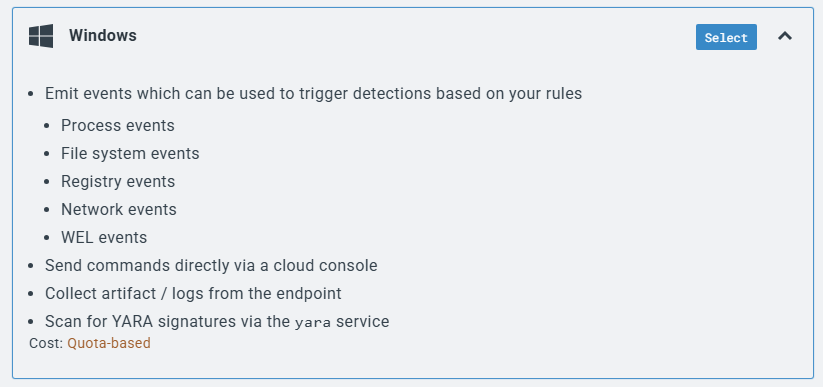 Windows
Select
Emit events which can be used to trigger detections based on your rules
Process events
File system events
Registry events
Network events
WEL events
Send commands directly via a cloud console
Collect artifact / logs from the endpoint
Scan for YARA signatures via the yara service
Cost: Quota-based